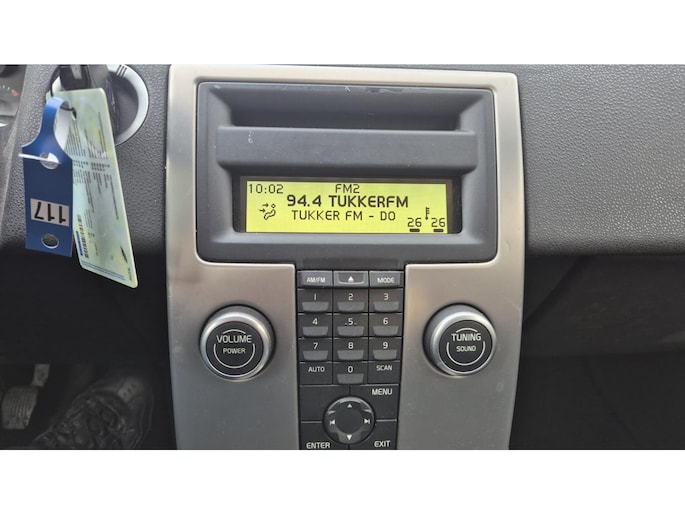 10:02 FM2
94.4 TUKKERFM
TUKKER FM - DO
26 26
117
AM/FM MODE
1 2 3
4 5 6
7 8 9
AUTO 0 SCAN
MENU
ENTER EXIT
VOLUME
POWER
TUNING
SOUND